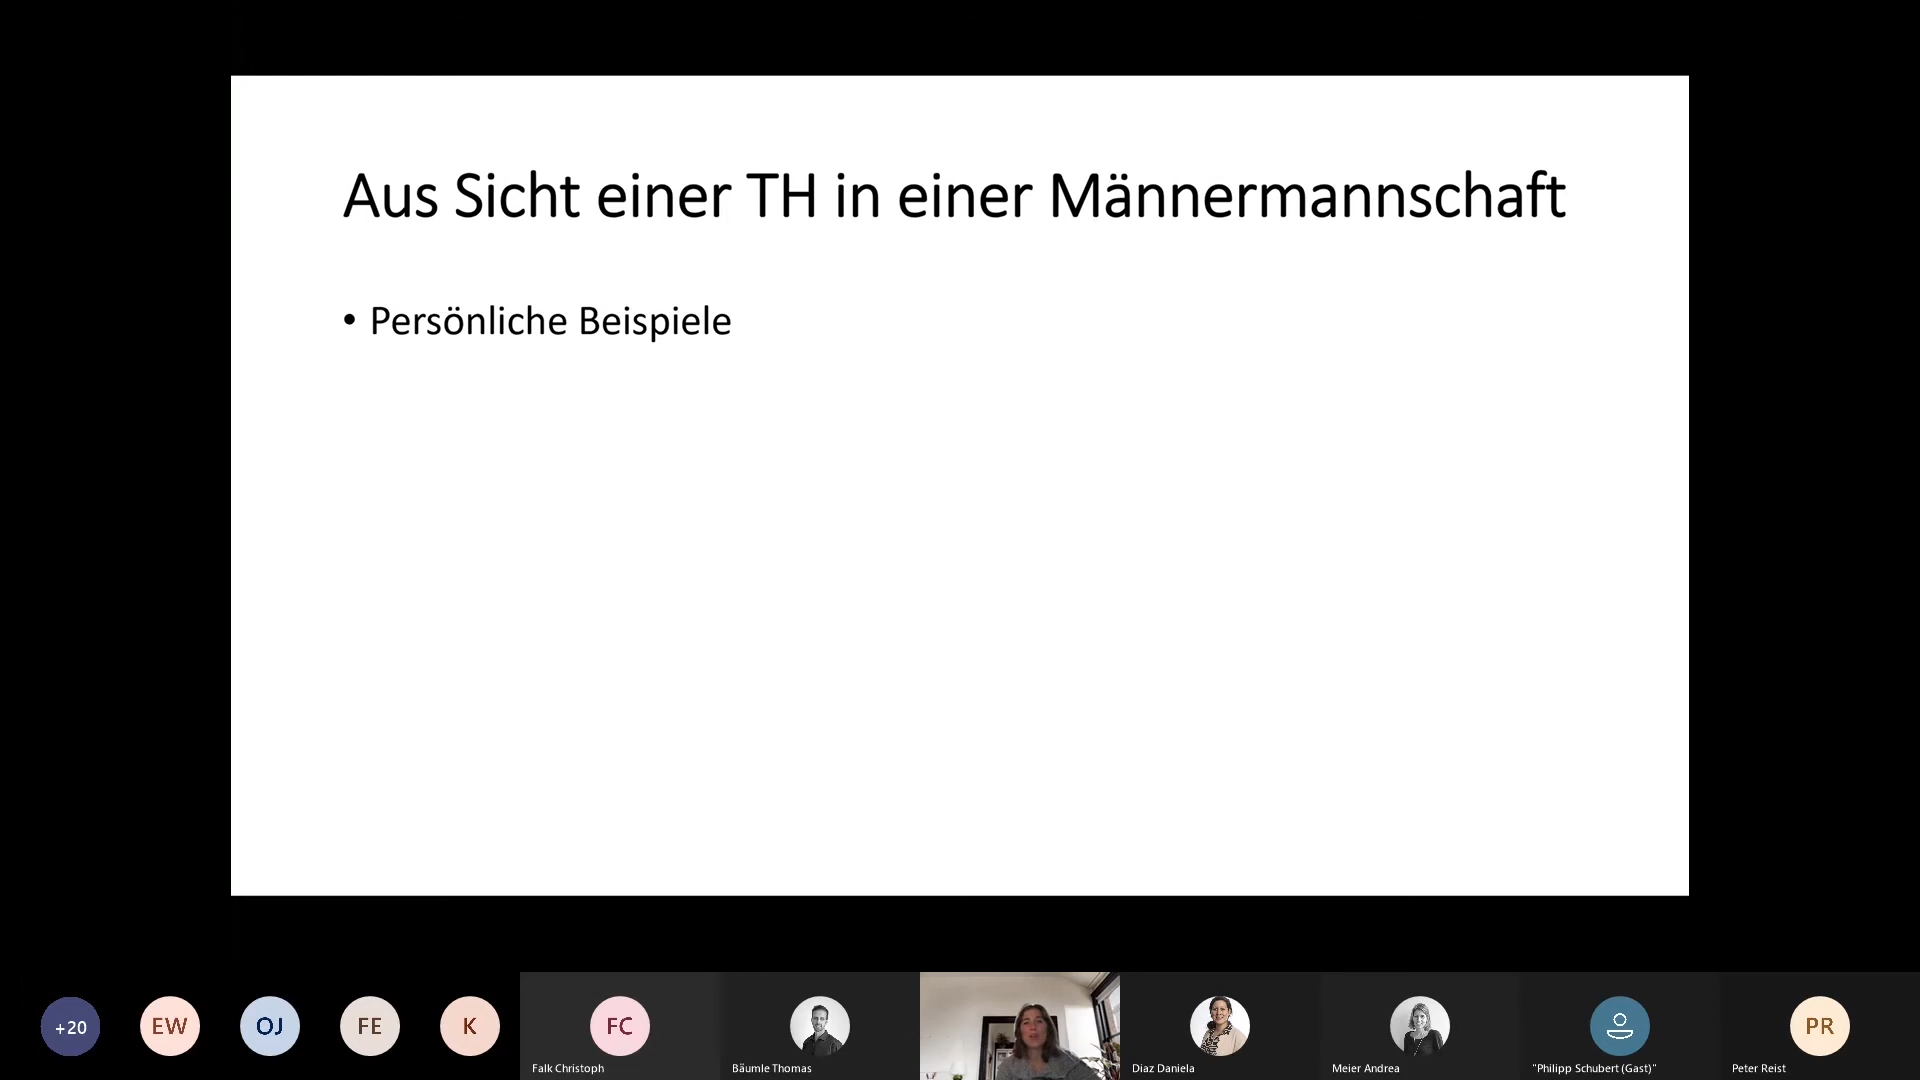 Aus Sicht einer TH in einer Männermannschaft
• Persönliche Beispiele
+20
EW
OJ
FE
K
FC
PR
Falk Christoph
Bäumle Thomas
Diaz Daniela
Meier Andrea
"Philipp Schubert (Gast)"
Peter Reist